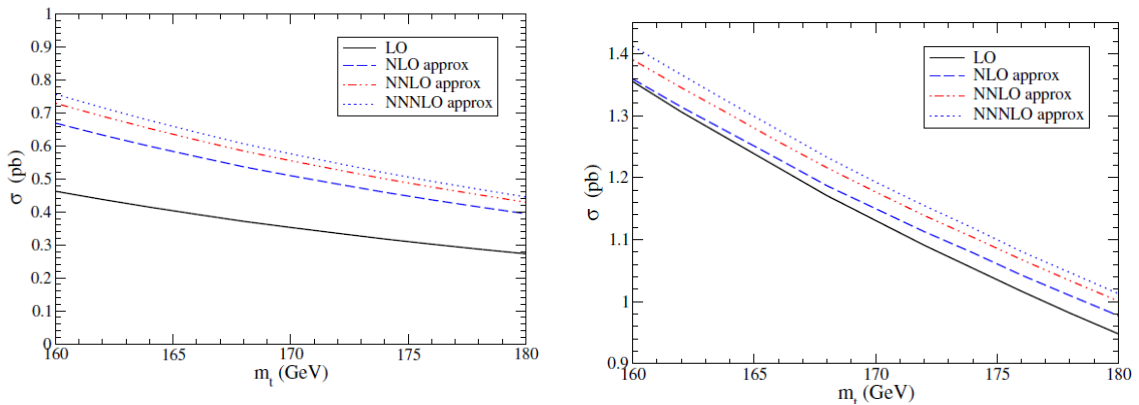 1
0.9
0.8
0.7
0.6
0.5
0.4
0.3
0.2
0.1
0
σ (pb)
LO
NLO approx
NNLO approx
NNNLO approx
160 165 170 175 180
m_t (GeV)
1.4
1.3
1.2
1.1
1
0.9
σ (pb)
LO
NLO approx
NNLO approx
NNNLO approx
160 165 170 175 180
m_t (GeV)